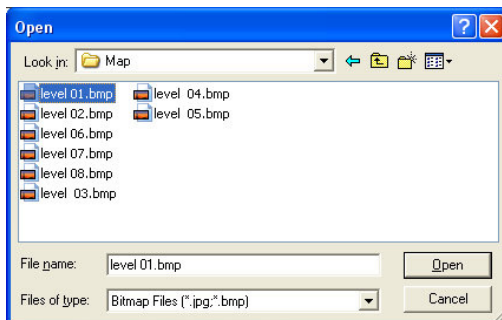 Open
Look in: Map
level 01.bmp
level 02.bmp
level 06.bmp
level 07.bmp
level 08.bmp
level  03.bmp
level  04.bmp
level  05.bmp
File name: level 01.bmp
Open
Files of type: Bitmap Files (*.jpg;*.bmp)
Cancel